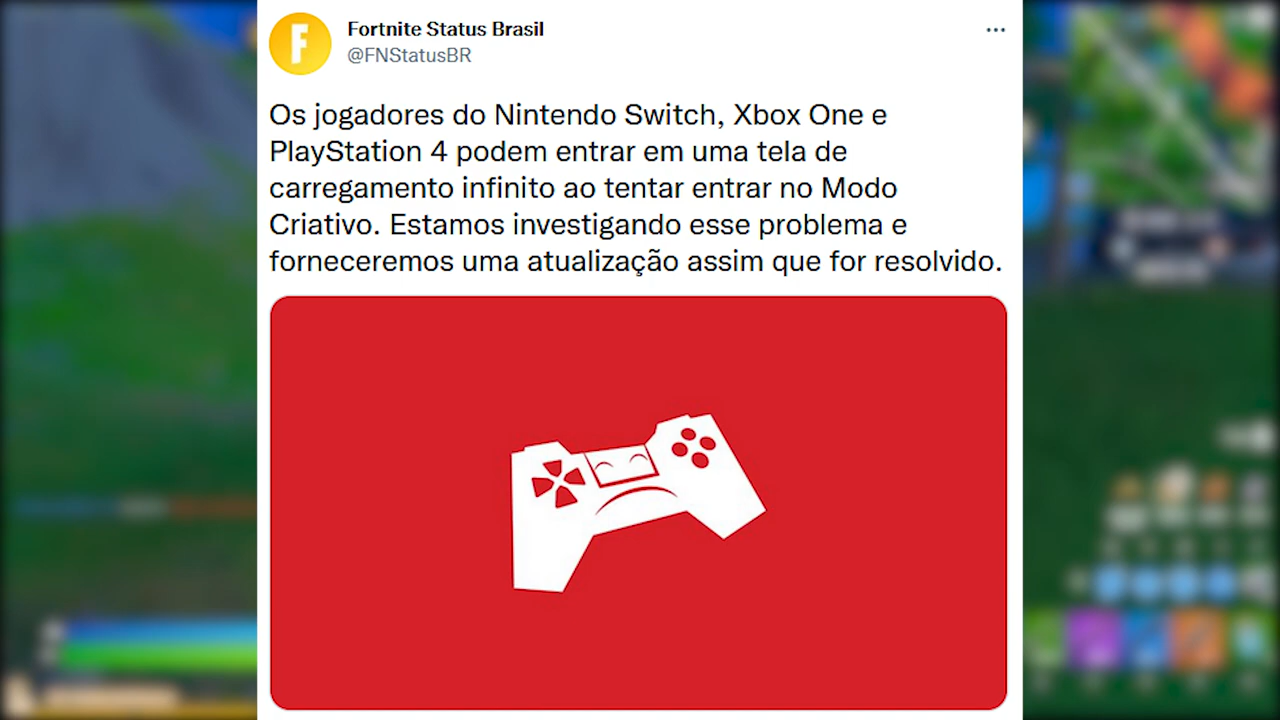 Fortnite Status Brasil
@FNStatusBR
Os jogadores do Nintendo Switch, Xbox One e
PlayStation 4 podem entrar em uma tela de
carregamento infinito ao tentar entrar no Modo
Criativo. Estamos investigando esse problema e
forneceremos uma atualização assim que for resolvido.